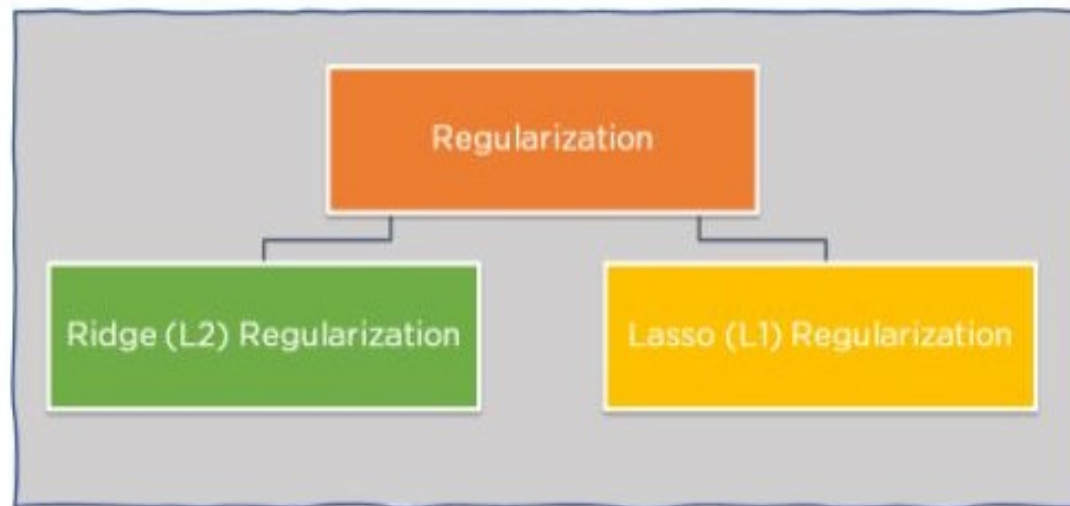 Regularization
Ridge (L2) Regularization
Lasso (L1) Regularization